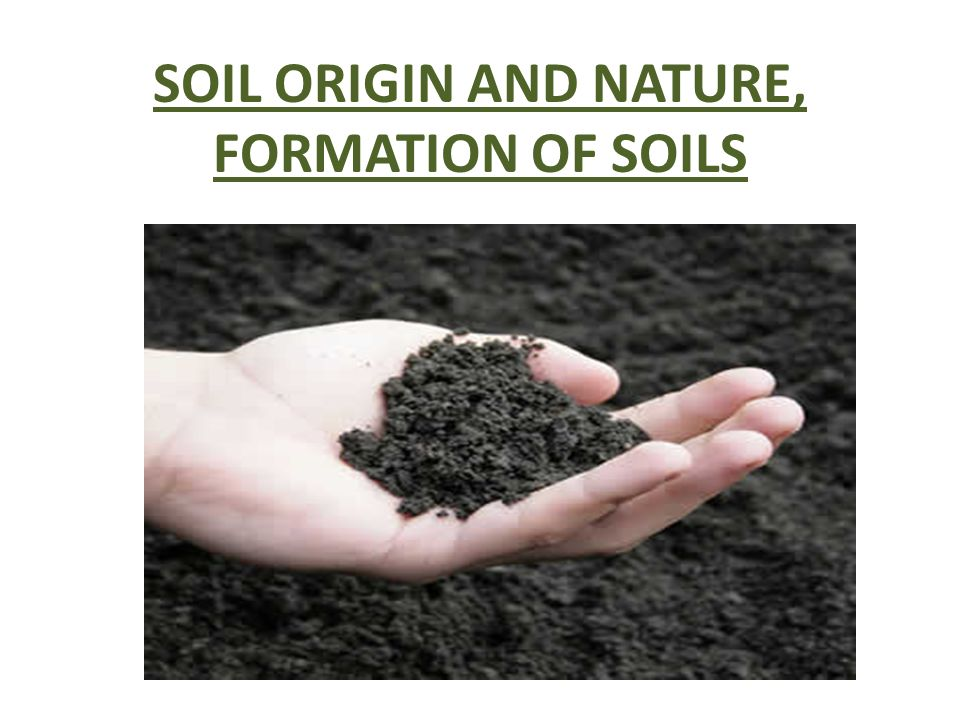 SOIL ORIGIN AND NATURE,
FORMATION OF SOILS